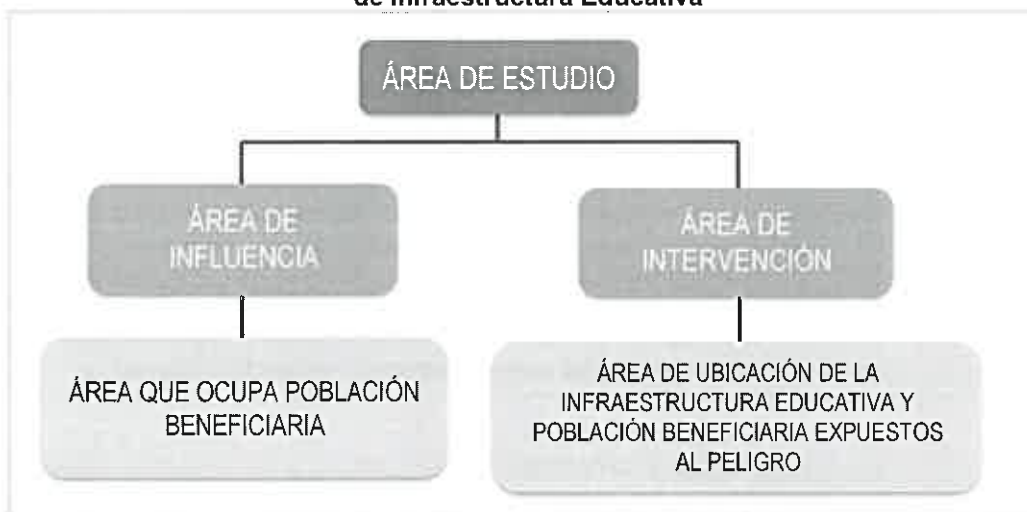 de Infraestructura Educativa
ÁREA DE ESTUDIO
ÁREA DE
INFLUENCIA
ÁREA DE
INTERVENCIÓN
ÁREA QUE OCUPA POBLACIÓN
BENEFICIARIA
ÁREA DE UBICACIÓN DE LA
INFRAESTRUCTURA EDUCATIVA Y
POBLACIÓN BENEFICIARIA EXPUESTOS
AL PELIGRO